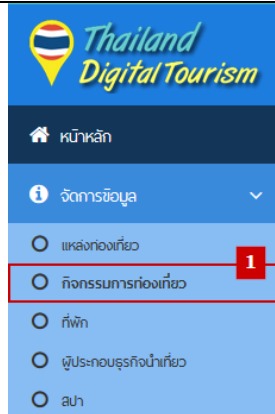 Thailand
Digital Tourism
หน้าหลัก
จัดการข้อมูล
แหล่งท่องเที่ยว
1
กิจกรรมการท่องเที่ยว
ที่พัก
ผู้ประกอบธุรกิจนำเที่ยว
สปา